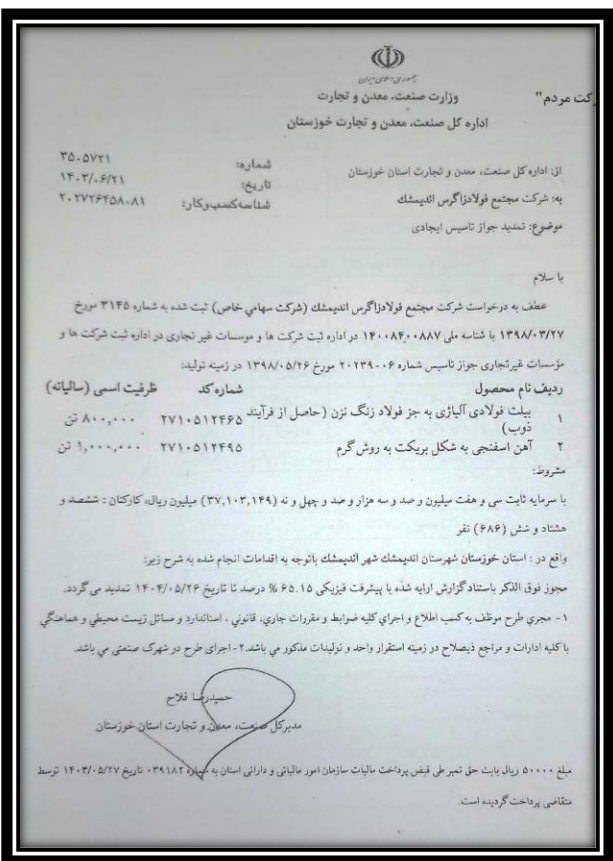 جمهوری اسلامی ایران
وزارت صنعت، معدن و تجارت
کت مردم"
اداره کل صنعت، معدن و تجارت خوزستان
شماره: ۳۵۰۵۷۲۱
تاریخ: ۱۴۰۳/۰۶/۲۱
شناسه کسب‌وکار: ۲۰۲۷۲۶۴۵۸۰۸۱
از: اداره کل صنعت، معدن و تجارت استان خوزستان
به: شرکت مجتمع فولادزاگرس اندیمشک
موضوع: تمدید جواز تاسیس ایجادی
با سلام
عطف به درخواست شرکت مجتمع فولادزاگرس اندیمشک (شرکت سهامی خاص) ثبت شده به شماره ۳۱۴۵ مورخ
۱۳۹۸/۰۳/۲۷ با شناسه ملی ۱۴۰۰۸۴۰۰۸۸۷ در اداره ثبت شرکت ها و موسسات غیر تجاری در اداره ثبت شرکت ها و
مؤسسات غیرتجاری جواز تاسیس شماره ۲۰۲۳۹۰۶ مورخ ۱۳۹۸/۰۵/۲۶ در زمینه تولید:
ردیف نام محصول شماره کد ظرفیت اسمی (سالیانه)
۱ بیلت فولادی آلیاژی به جز فولاد زنگ نزن (حاصل از فرآیند ذوب) ۲۷۱۰۵۱۲۴۶۵ ۸۰۰,۰۰۰ تن
۲ آهن اسفنجی به شکل بریکت به روش گرم ۲۷۱۰۵۱۲۴۹۵ ۱,۰۰۰,۰۰۰ تن
مشروط:
با سرمایه ثابت سی و هفت میلیون و صد و سه هزار و صد و چهل و نه (۳۷,۱۰۳,۱۴۹) میلیون ریال، کارکنان : ششصد و
هشتاد و شش (۶۸۶) نفر
واقع در : استان خوزستان شهرستان اندیمشک شهر اندیمشک باتوجه به اقدامات انجام شده به شرح زیر:
مجوز فوق الذکر باستناد گزارش ارایه شده با پیشرفت فیزیکی ۶۵.۱۵ % درصد تا تاریخ ۱۴۰۴/۰۵/۲۶ تمدید می گردد.
۱- مجری طرح موظف به کسب اطلاع و اجرای کلیه ضوابط و مقررات جاری، قانونی ، استاندارد و مسائل زیست محیطی و هماهنگی
با کلیه ادارات و مراجع ذیصلاح در زمینه استقرار واحد و تولیدات مذکور می باشد. ۲- اجرای طرح در شهرک صنعتی می باشد.
حمیدرضا فلاح
مدیرکل صنعت، معدن و تجارت استان خوزستان
مبلغ ۵۰۰۰۰ ریال بابت حق تمبر طی قبض پرداخت مالیات سازمان امور مالیاتی و دارائی استان به شماره ۰۳۹۱۸۲ تاریخ ۱۴۰۳/۰۵/۲۷ توسط
متقاضی پرداخت گردیده است.